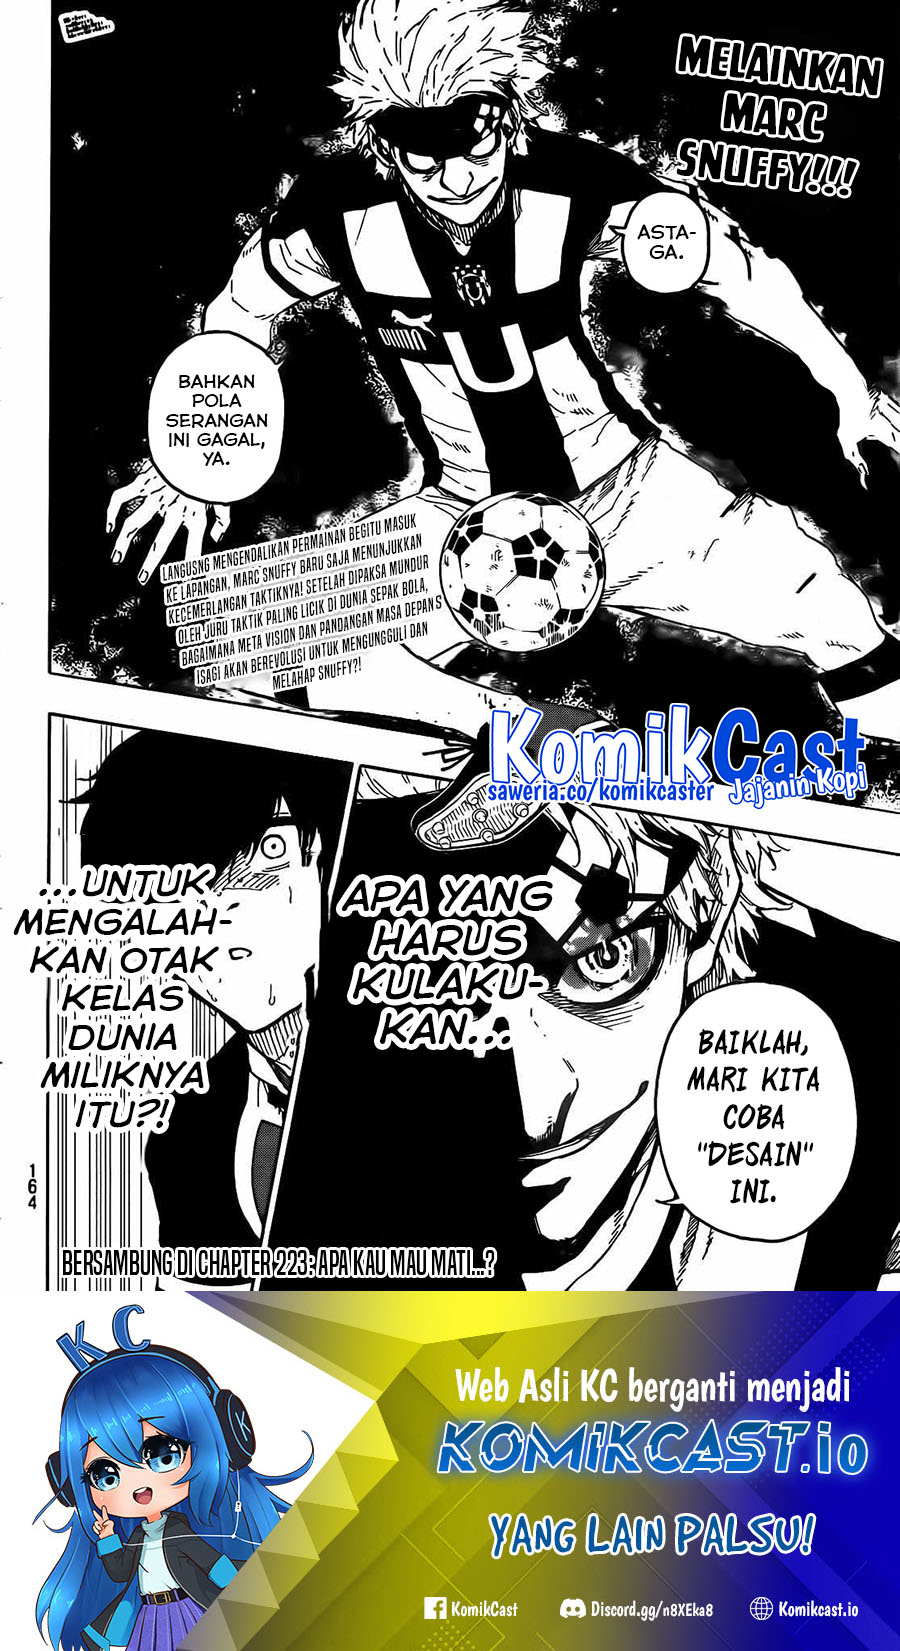 MELAINKAN
MARC
SNUFFY!!!
ASTA-
GA.
BAHKAN
POLA
SERANGAN
INI GAGAL,
YA.
PUMA
U
LANGUSNG MENGENDALIKAN PERMAINAN BEGITU MASUK
KE LAPANGAN, MARC SNUFFY BARU SAJA MENUNJUKKAN
KECEMERLANGAN TAKTIKNYA! SETELAH DIPAKSA MUNDUR
OLEH JURU TAKTIK PALING LICIK DI DUNIA SEPAK BOLA,
BAGAIMANA META VISION DAN PANDANGAN MASA DEPAN S
ISAGI AKAN BEREVOLUSI UNTUK MENGUNGGULI DAN
MELAHAP SNUFFY?!
KomikCast
saweria.co/komikcaster Jajanin Kopi
APA YANG
HARUS
KULAKU-
KAN...
...UNTUK
MENGALAH-
KAN OTAK
KELAS
DUNIA
MILIKNYA
ITU?!
BAIKLAH,
MARI KITA
COBA
"DESAIN"
INI.
164
BERSAMBUNG DI CHAPTER 223: APA KAU MAU MATI...?
KC
K
Web Asli KC berganti menjadi
KOMIKCAST.io
YANG LAIN PALSU!
KomikCast
Discord.gg/n8XEka8
Komikcast.io